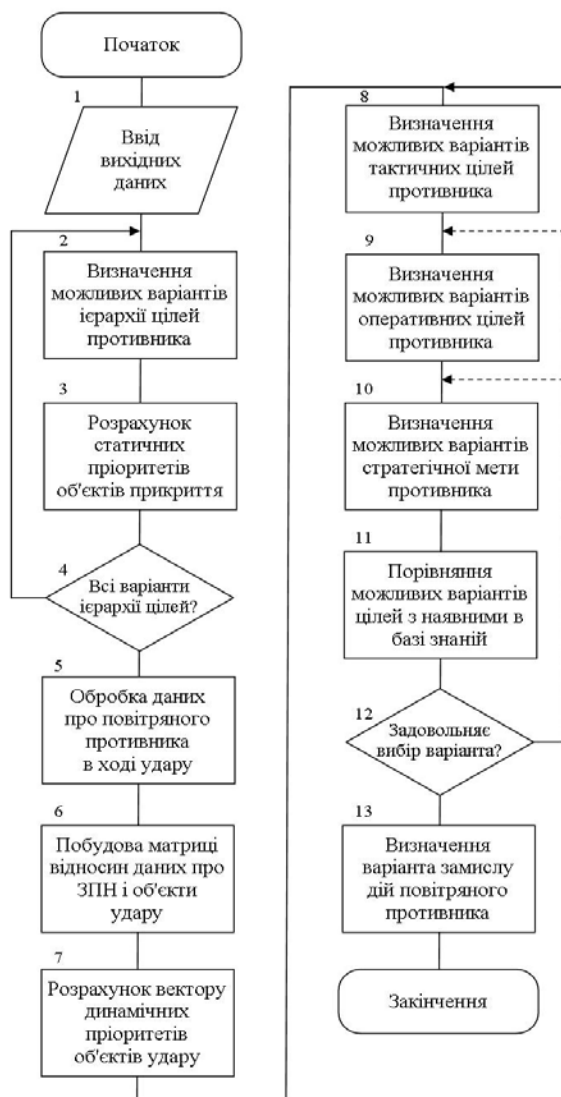 Початок
1
Ввід
вихідних
даних
2
Визначення
можливих варіантів
ієрархії цілей
противника
3
Розрахунок
статичних
пріоритетів
об'єктів прикриття
4
Всі варіанти
ієрархії цілей?
5
Обробка даних
про повітряного
противника
в ході удару
6
Побудова матриці
відносин даних про
ЗПН і об'єкти
удару
7
Розрахунок вектору
динамічних
пріоритетів
об'єктів удару
8
Визначення
можливих варіантів
тактичних цілей
противника
9
Визначення
можливих варіантів
оперативних цілей
противника
10
Визначення
можливих варіантів
стратегічної мети
противника
11
Порівняння
можливих варіантів
цілей з наявними в
базі знаній
12
Задовольняє
вибір варіанта?
13
Визначення
варіанта замислу
дій повітряного
противника
Закінчення